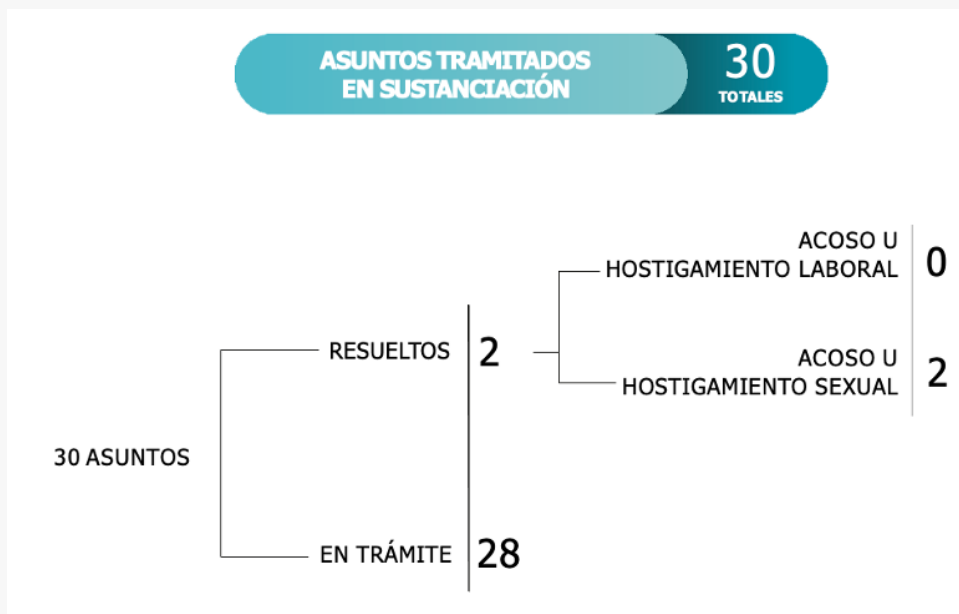 ASUNTOS TRAMITADOS
EN SUSTANCIACIÓN
30
TOTALES
ACOSO U
HOSTIGAMIENTO LABORAL
0
RESUELTOS
2
ACOSO U
HOSTIGAMIENTO SEXUAL
2
30 ASUNTOS
EN TRÁMITE
28